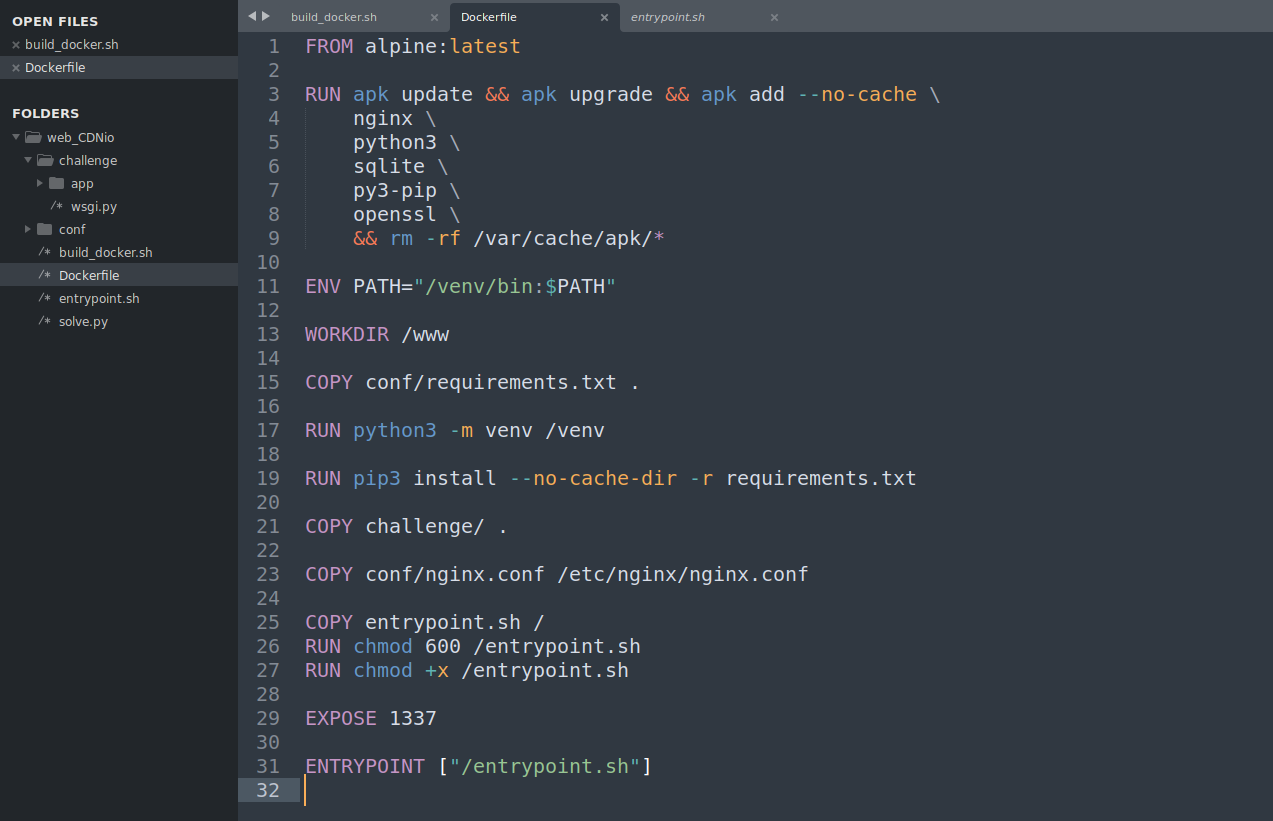 OPEN FILES
build_docker.sh
Dockerfile
FOLDERS
web_CDNio
challenge
app
/* wsgi.py
conf
/* build_docker.sh
/* Dockerfile
/* entrypoint.sh
/* solve.py
build_docker.sh × Dockerfile × entrypoint.sh ×
1 FROM alpine:latest
2
3 RUN apk update && apk upgrade && apk add --no-cache \
4     nginx \
5     python3 \
6     sqlite \
7     py3-pip \
8     openssl \
9     && rm -rf /var/cache/apk/*
10
11 ENV PATH="/venv/bin:$PATH"
12
13 WORKDIR /www
14
15 COPY conf/requirements.txt .
16
17 RUN python3 -m venv /venv
18
19 RUN pip3 install --no-cache-dir -r requirements.txt
20
21 COPY challenge/ .
22
23 COPY conf/nginx.conf /etc/nginx/nginx.conf
24
25 COPY entrypoint.sh /
26 RUN chmod 600 /entrypoint.sh
27 RUN chmod +x /entrypoint.sh
28
29 EXPOSE 1337
30
31 ENTRYPOINT ["/entrypoint.sh"]
32